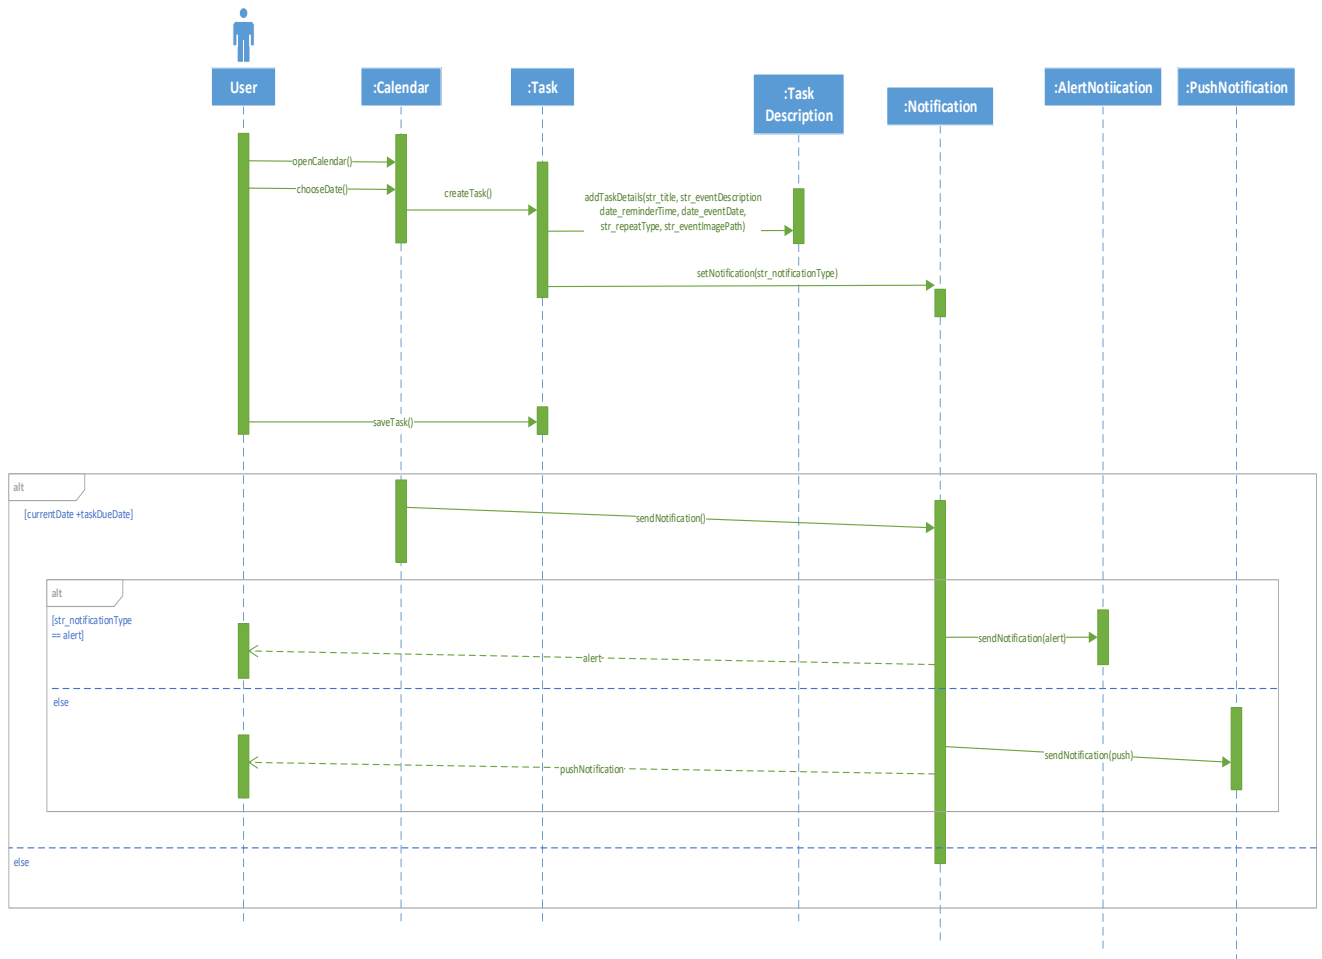 User
:Calendar
:Task
:Task
Description
:Notification
:AlertNotiication
:PushNotification
openCalendar()
chooseDate()
createTask()
addTaskDetails(str_title, str_eventDescription
date_reminderTime, date_eventDate,
str_repeatType, str_eventImagePath)
setNotification(str_notificationType)
saveTask()
alt
[currentDate +taskDueDate]
sendNotification()
alt
[str_notificationType
== alert]
sendNotification(alert)
alert
else
sendNotification(push)
pushNotification
else